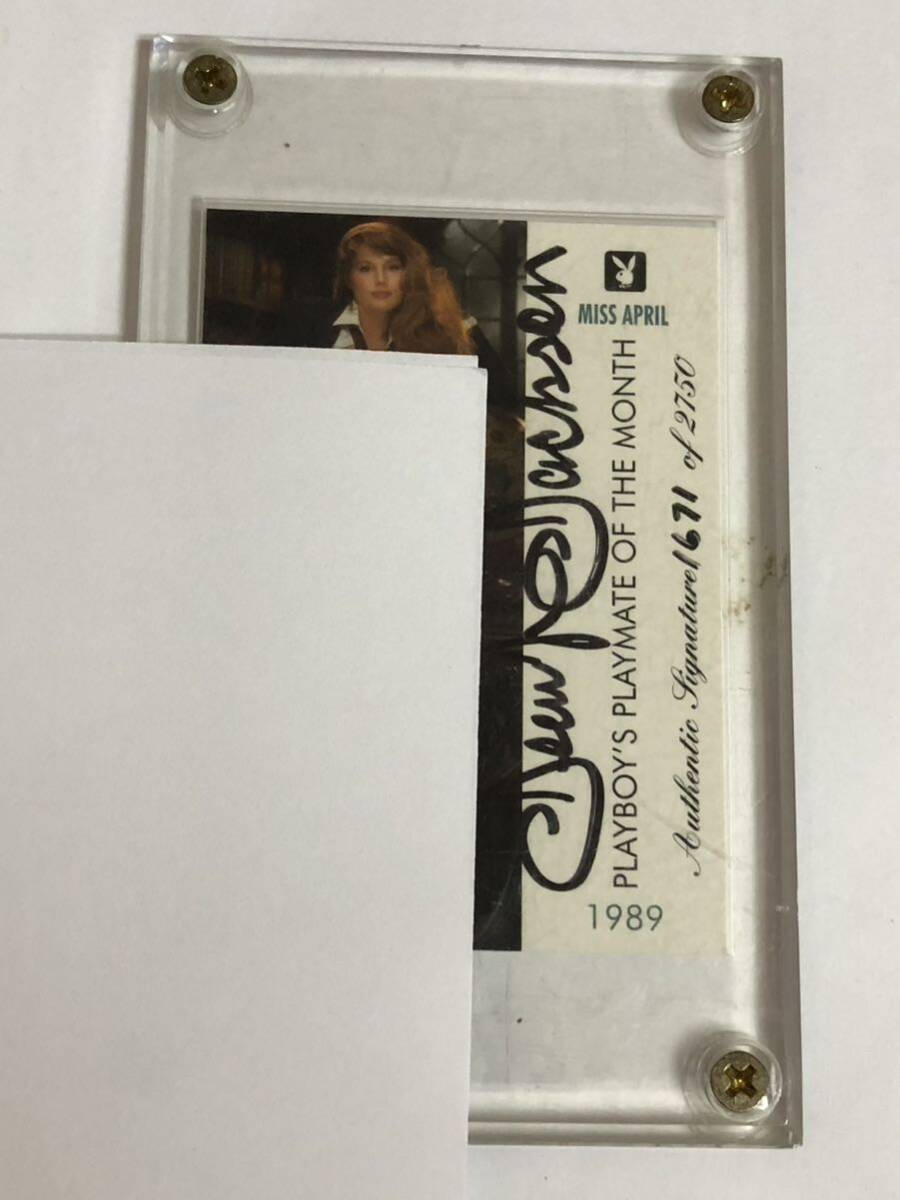 MISS APRIL
PLAYBOY'S PLAYMATE OF THE MONTH
1989
Authentic Signature 1671 of 2750